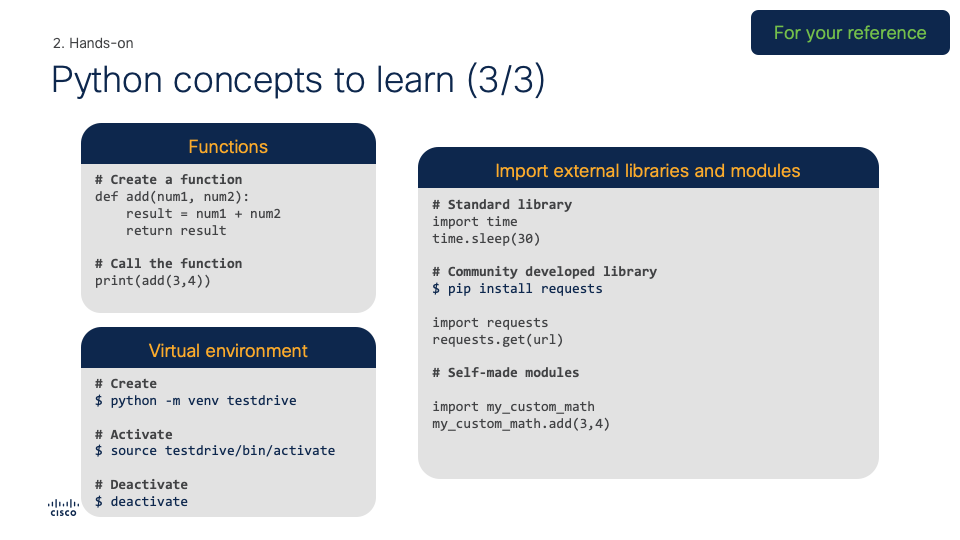 2. Hands-on
For your reference
Python concepts to learn (3/3)
Functions
# Create a function
def add(num1, num2):
    result = num1 + num2
    return result
# Call the function
print(add(3,4))
Virtual environment
# Create
$ python -m venv testdrive
# Activate
$ source testdrive/bin/activate
# Deactivate
$ deactivate
Import external libraries and modules
# Standard library
import time
time.sleep(30)
# Community developed library
$ pip install requests
import requests
requests.get(url)
# Self-made modules
import my_custom_math
my_custom_math.add(3,4)
CISCO